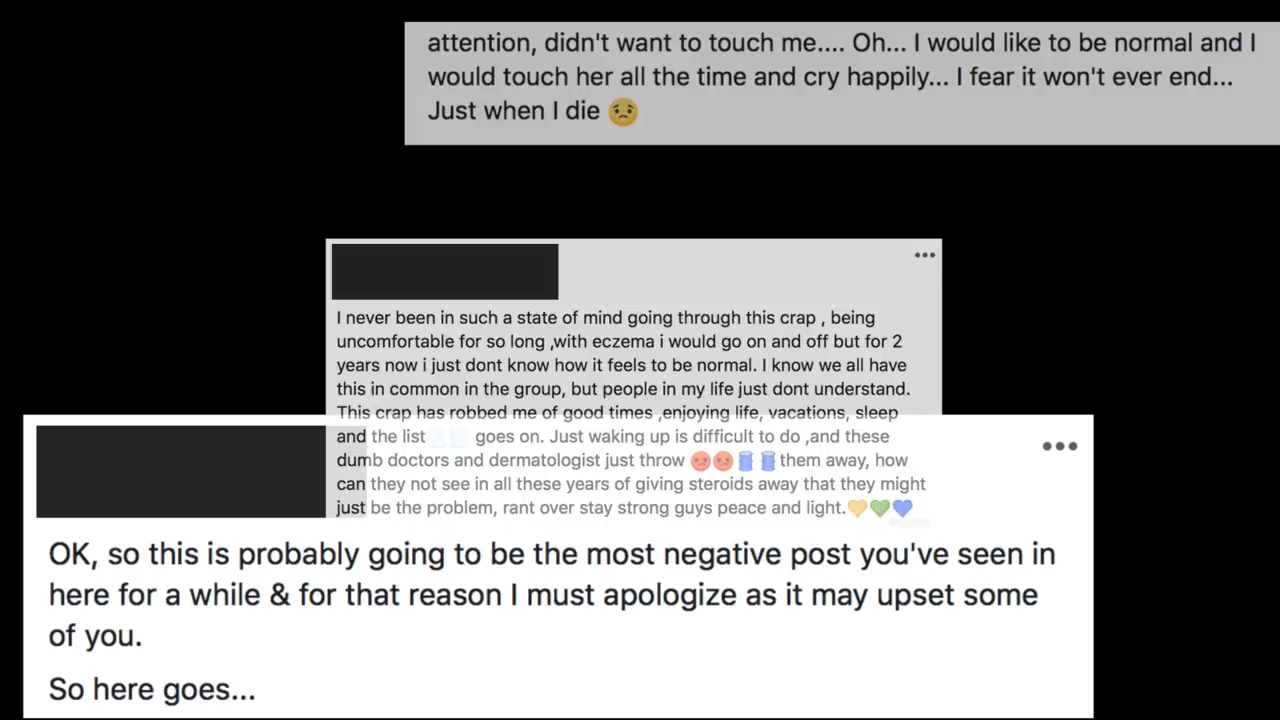 attention, didn't want to touch me.... Oh... I would like to be normal and I
would touch her all the time and cry happily... I fear it won't ever end...
Just when I die 😟
I never been in such a state of mind going through this crap , being
uncomfortable for so long ,with eczema i would go on and off but for 2
years now i just dont know how it feels to be normal. I know we all have
this in common in the group, but people in my life just dont understand.
This crap has robbed me of good times ,enjoying life, vacations, sleep
and the list goes on. Just waking up is difficult to do ,and these
dumb doctors and dermatologist just throw 😡😡🛢🛢them away, how
can they not see in all these years of giving steroids away that they might
just be the problem, rant over stay strong guys peace and light.💛💚💙
OK, so this is probably going to be the most negative post you've seen in
here for a while & for that reason I must apologize as it may upset some
of you.
So here goes...